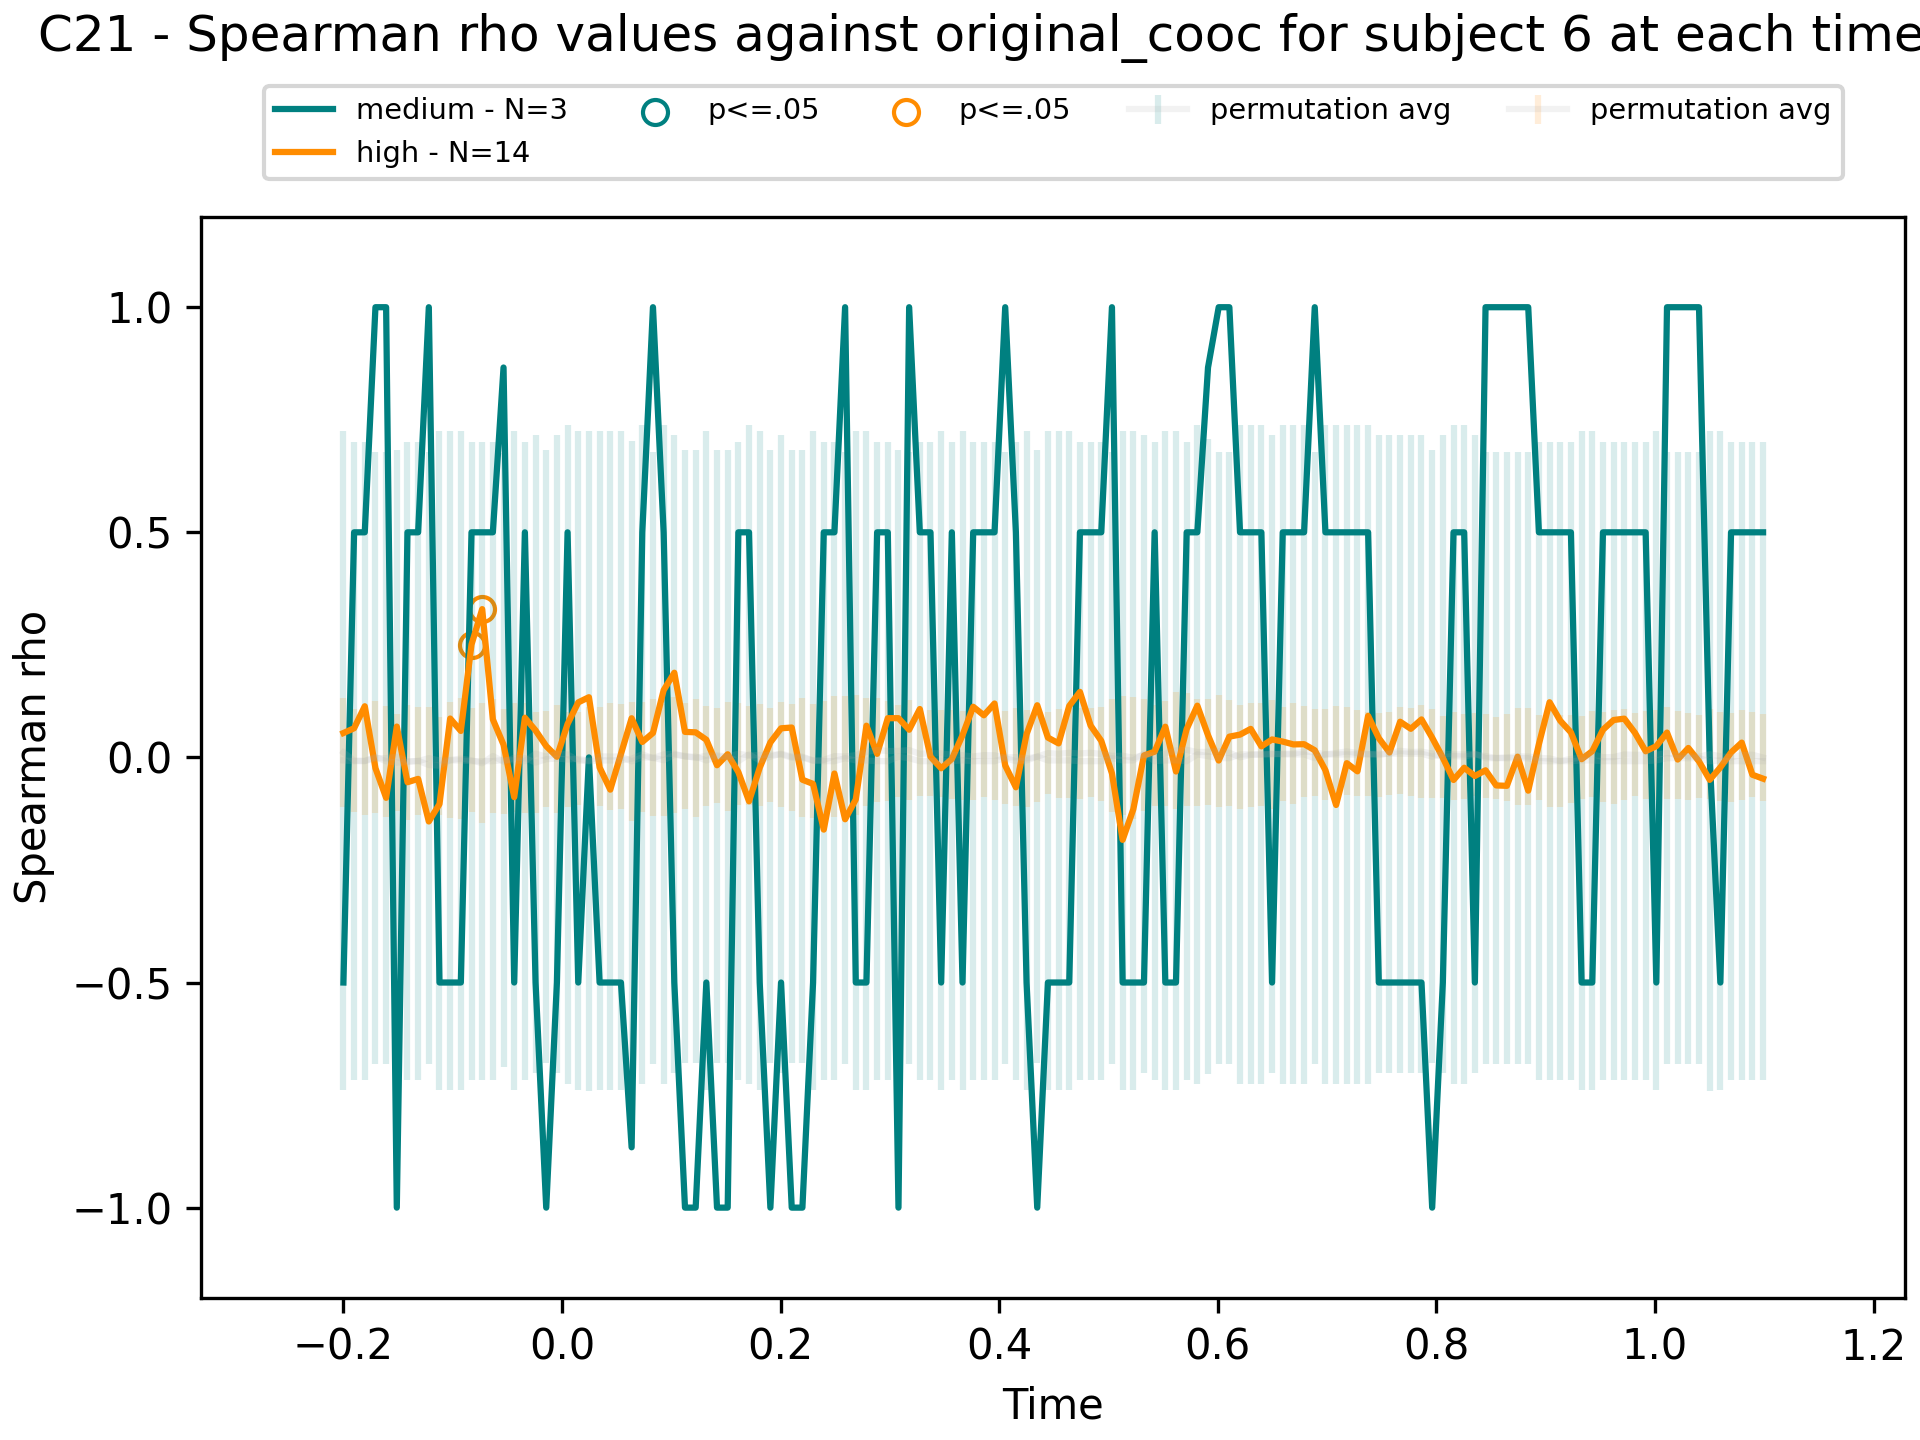 C21 - Spearman rho values against original_cooc for subject 6 at each time
medium - N=3
high - N=14
p<=.05
p<=.05
permutation avg
permutation avg
Spearman rho
1.0
0.5
0.0
−0.5
−1.0
−0.2 0.0 0.2 0.4 0.6 0.8 1.0 1.2
Time